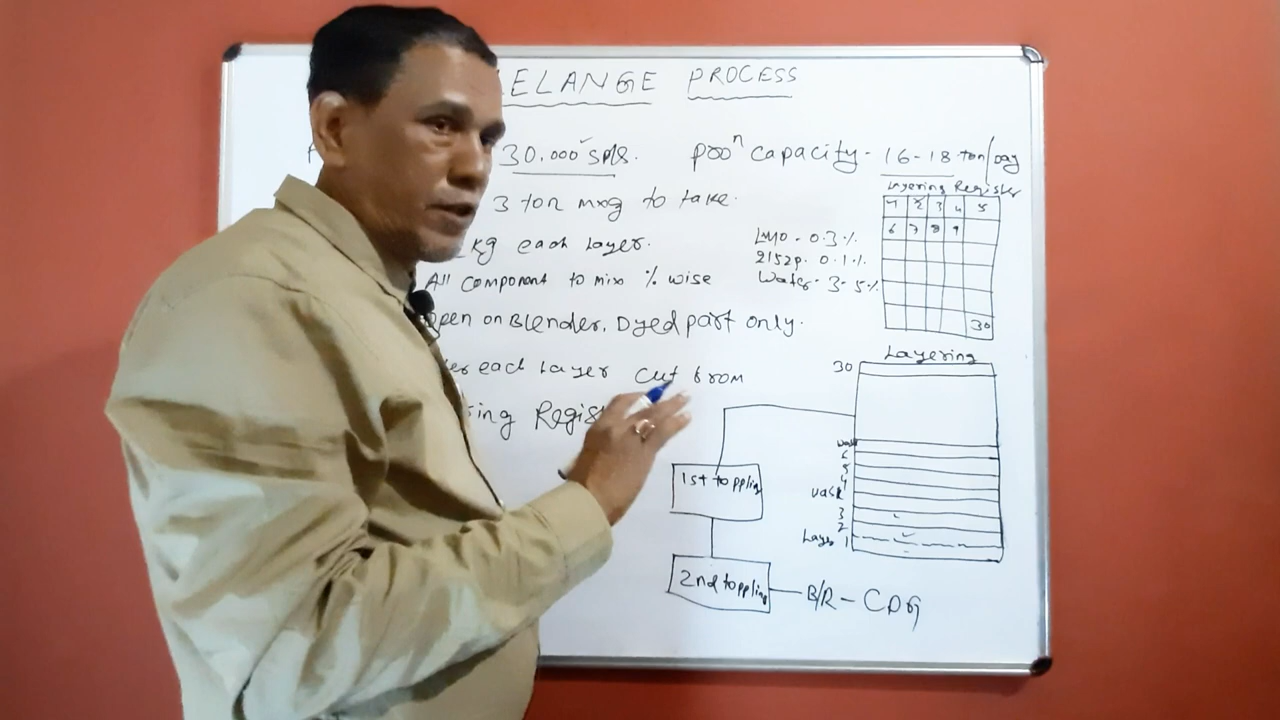 ELANGE PROCESS
30,000 spls. proⁿ capacity - 16-18 ton/day
3 ton mxg to take.
kg each Layer.
All component to mix % wise
Open on Blender. Dyed part only.
each Layer cut from
Regis
LMO - 0.3 %
2152p. 0.1 %.
Water - 3-5 %
Layering Register
1 2 3 4 5
6 7 8 9
30
Layering
30
6
5
4
3
2
Layer 1
1st toppling
2nd toppling - B/R - CDG